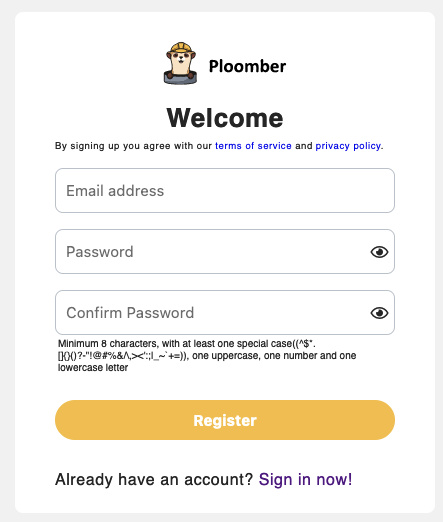 Ploomber
Welcome
By signing up you agree with our terms of service and privacy policy.
Email address
Password
Confirm Password
Minimum 8 characters, with at least one special case((^$*.
[]{}()?-"!@#%&/\,><':;|_~`+=)), one uppercase, one number and one
lowercase letter
Register
Already have an account? Sign in now!